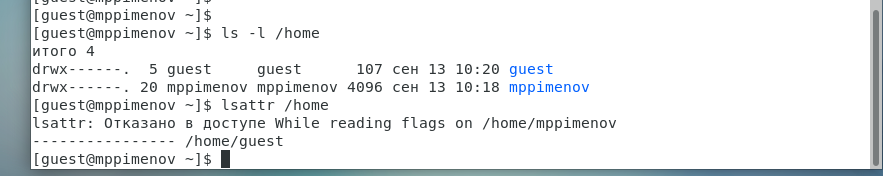 [guest@mppimenov ~]$
[guest@mppimenov ~]$
[guest@mppimenov ~]$ ls -l /home
итого 4
drwx------.  5 guest     guest      107 сен 13 10:20 guest
drwx------. 20 mppimenov mppimenov 4096 сен 13 10:18 mppimenov
[guest@mppimenov ~]$ lsattr /home
lsattr: Отказано в доступе While reading flags on /home/mppimenov
---------------- /home/guest
[guest@mppimenov ~]$